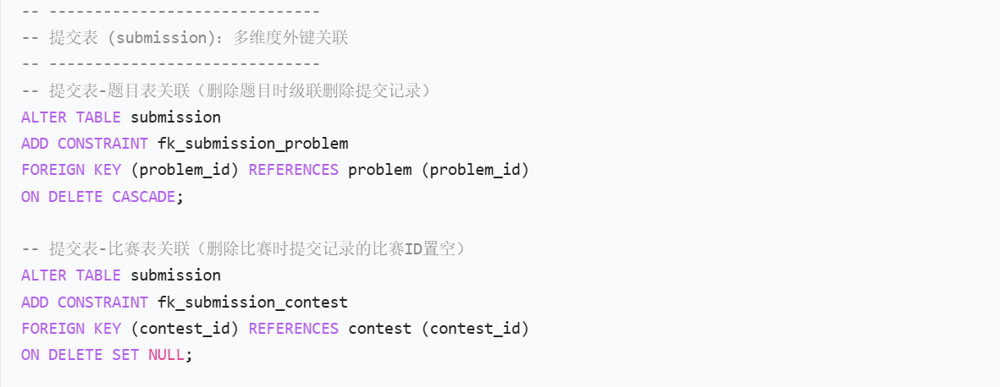 -- ------------------------------
-- 提交表 (submission)：多维度外键关联
-- ------------------------------
-- 提交表-题目表关联（删除题目时级联删除提交记录）
ALTER TABLE submission
ADD CONSTRAINT fk_submission_problem
FOREIGN KEY (problem_id) REFERENCES problem (problem_id)
ON DELETE CASCADE;
-- 提交表-比赛表关联（删除比赛时提交记录的比赛ID置空）
ALTER TABLE submission
ADD CONSTRAINT fk_submission_contest
FOREIGN KEY (contest_id) REFERENCES contest (contest_id)
ON DELETE SET NULL;